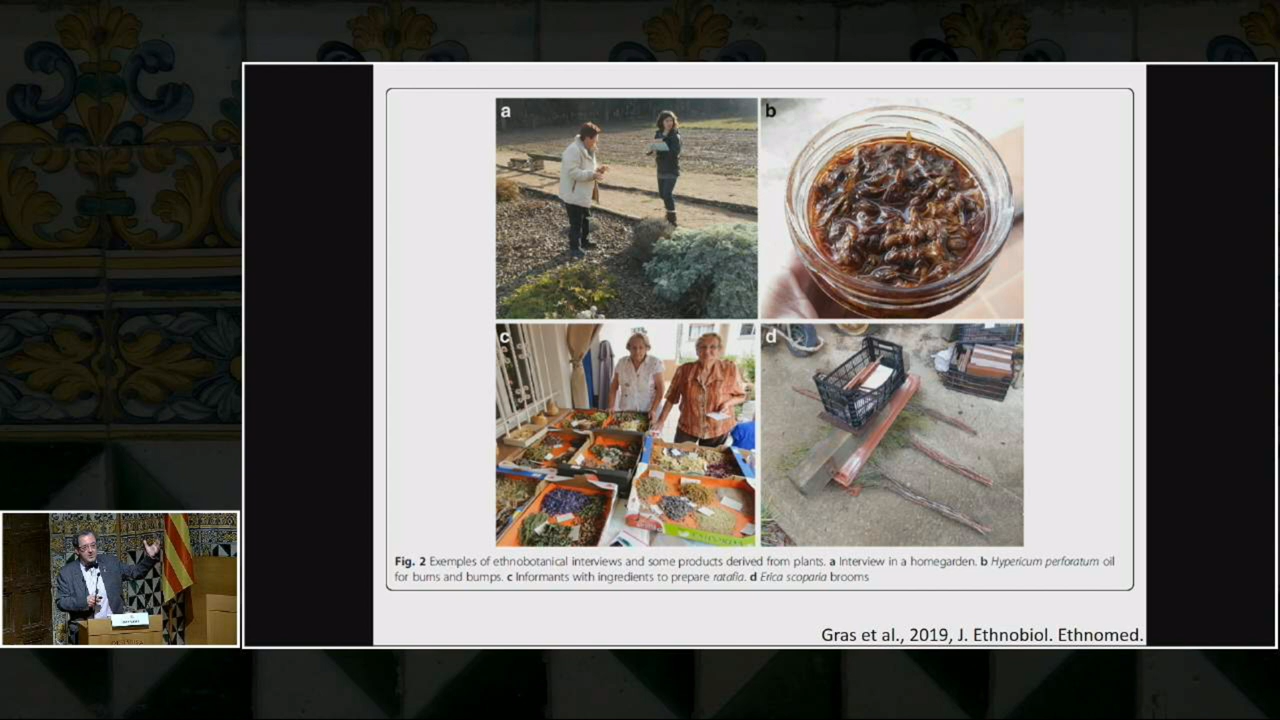 a
b
c
d
Fig. 2 Exemples of ethnobotanical interviews and some products derived from plants. a Interview in a homegarden. b Hypericum perforatum oil
for burns and bumps. c Informants with ingredients to prepare ratafia. d Erica scoparia brooms
Gras et al., 2019, J. Ethnobiol. Ethnomed.